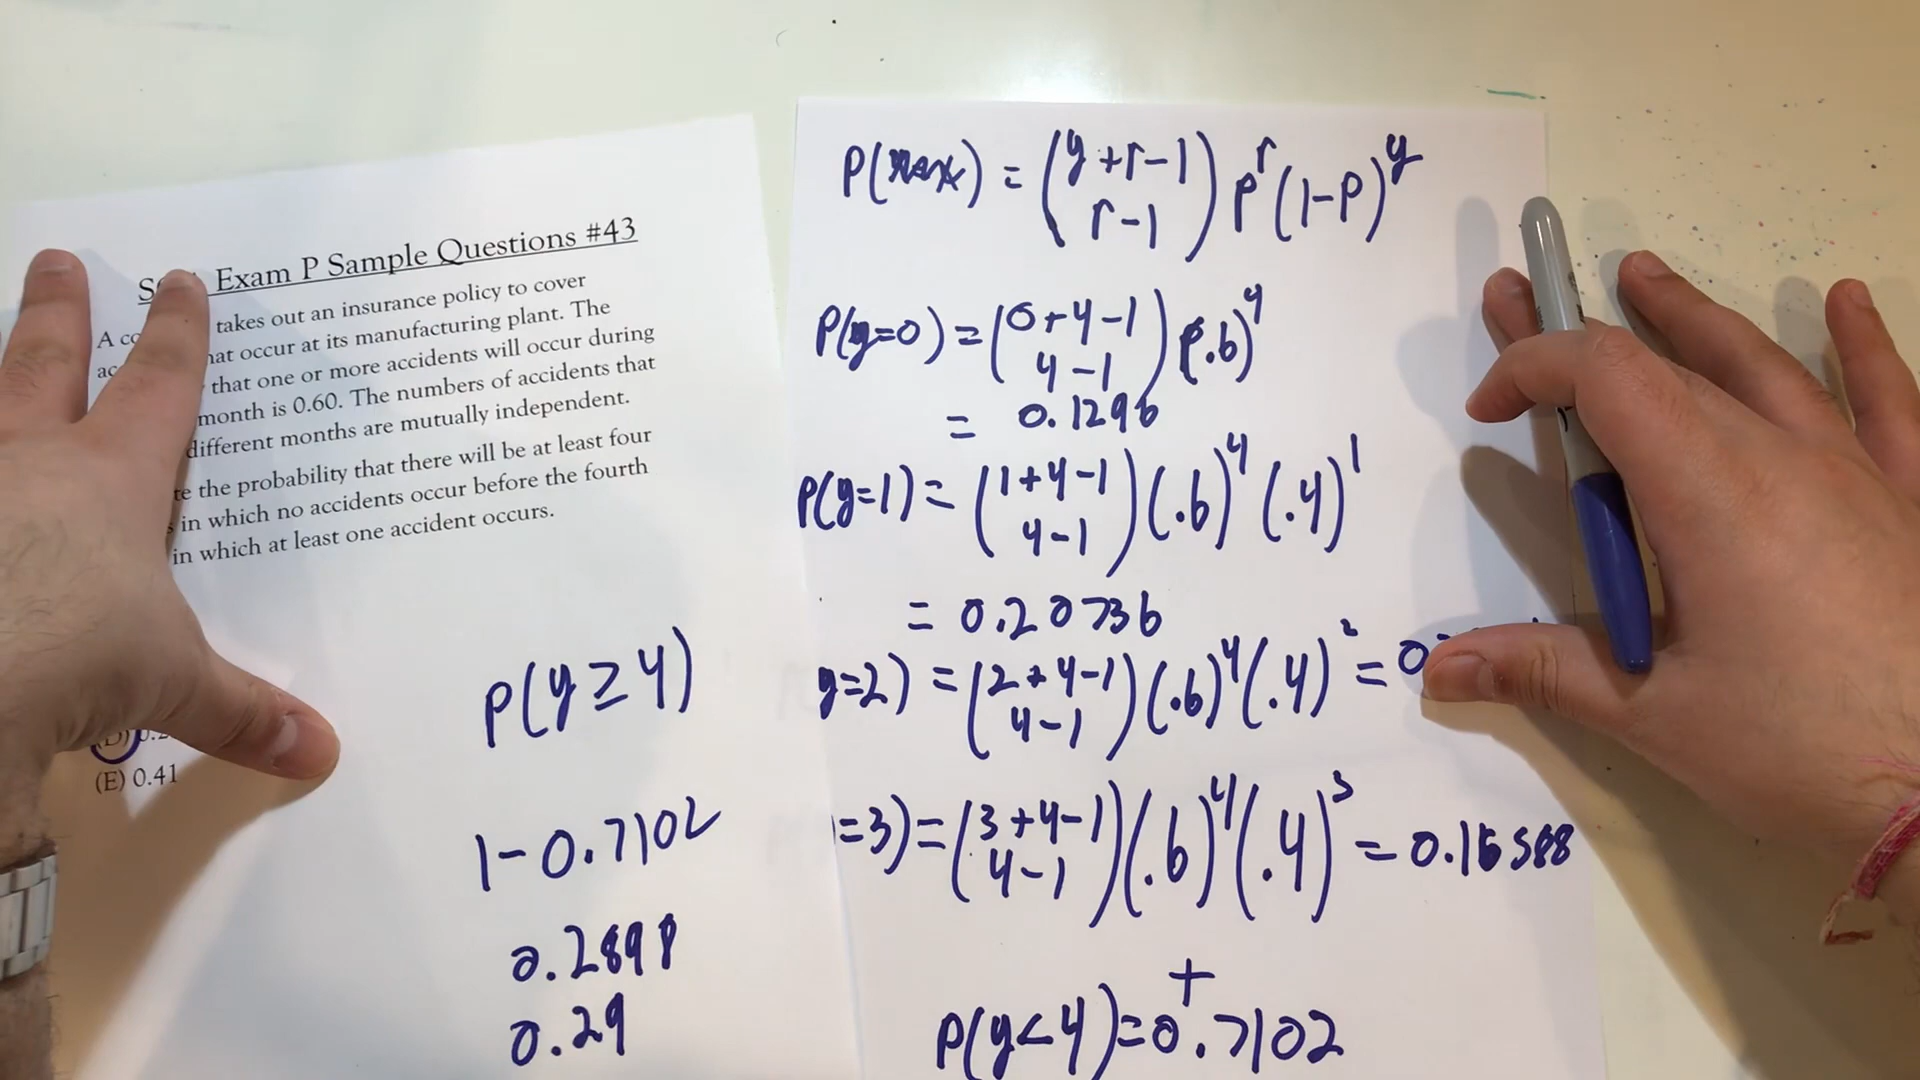 Exam P Sample Questions #43
takes out an insurance policy to cover
occur at its manufacturing plant. The
that one or more accidents will occur during
month is 0.60. The numbers of accidents that
different months are mutually independent.
the probability that there will be at least four
in which no accidents occur before the fourth
in which at least one accident occurs.
(D)
(E) 0.41
P(y≥4)
1-0.7102
0.2898
0.29
= (y+r-1 r-1) p^r (1-p)^y
P(y=0) = (0+4-1 4-1) (.6)^4
= 0.1296
P(y=1) = (1+4-1 4-1) (.6)^4 (.4)^1
= 0.20736
y=2) = (2+4-1 4-1) (.6)^4 (.4)^2 = 0
=3) = (3+4-1 4-1) (.6)^4 (.4)^3 = 0.16588
+
P(y<4)=0.7102